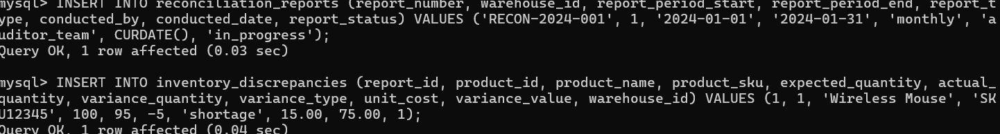 mysql> INSERT INTO reconciliation_reports (report_number, warehouse_id, report_period_start, report_period_end, report_t
ype, conducted_by, conducted_date, report_status) VALUES ('RECON-2024-001', 1, '2024-01-01', '2024-01-31', 'monthly', 'a
uditor_team', CURDATE(), 'in_progress');
Query OK, 1 row affected (0.03 sec)
mysql> INSERT INTO inventory_discrepancies (report_id, product_id, product_name, product_sku, expected_quantity, actual_
quantity, variance_quantity, variance_type, unit_cost, variance_value, warehouse_id) VALUES (1, 1, 'Wireless Mouse', 'SK
U12345', 100, 95, -5, 'shortage', 15.00, 75.00, 1);
Query OK, 1 row affected (0.04 sec)